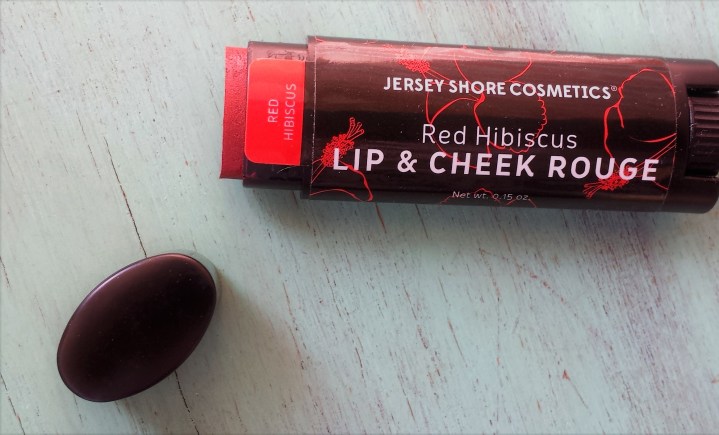 RED
HIBISCUS
JERSEY SHORE COSMETICS®
Red Hibiscus
LIP & CHEEK ROUGE
Net wt. 0.15 oz.